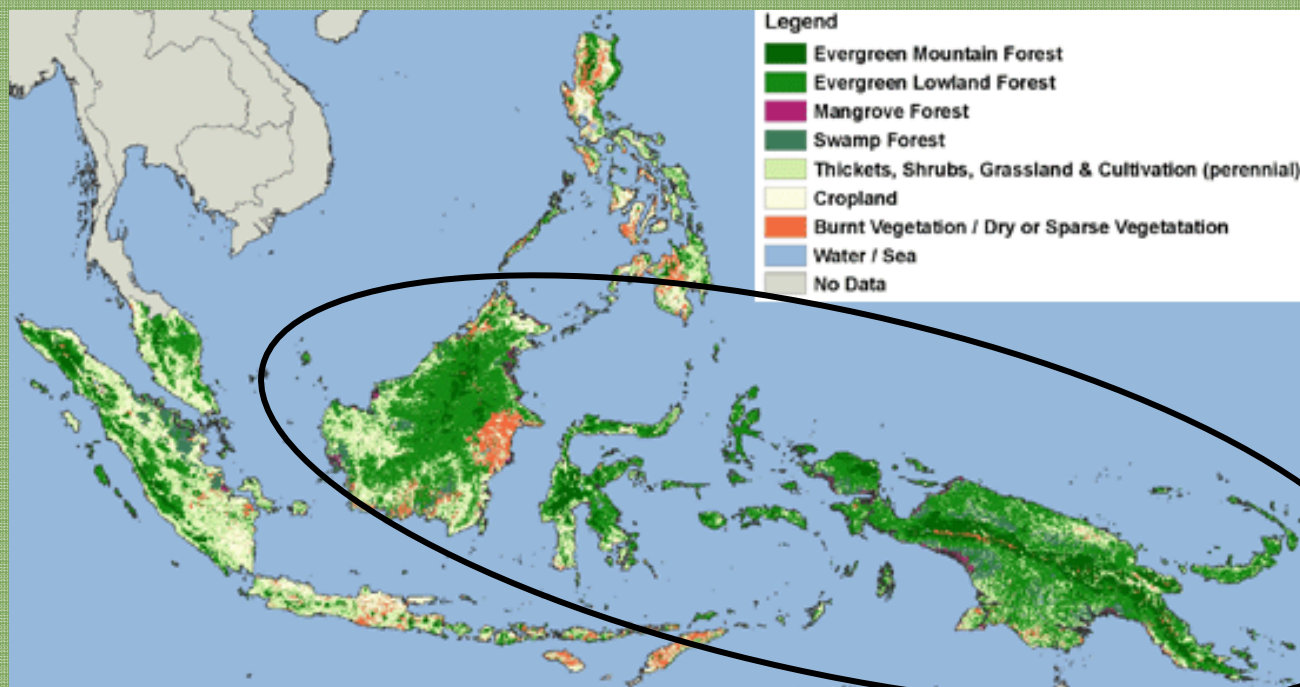 Legend
Evergreen Mountain Forest
Evergreen Lowland Forest
Mangrove Forest
Swamp Forest
Thickets, Shrubs, Grassland & Cultivation (perennial)
Cropland
Burnt Vegetation / Dry or Sparse Vegetatation
Water / Sea
No Data